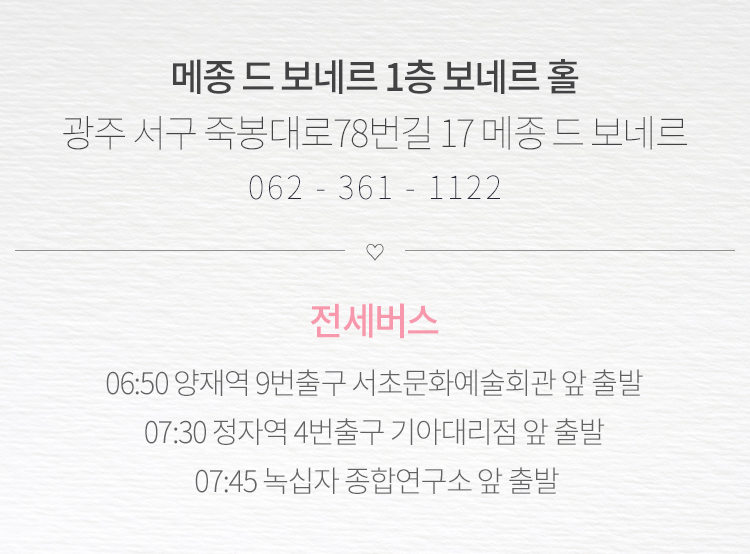 메종 드 보네르 1층 보네르 홀
광주 서구 죽봉대로78번길 17 메종 드 보네르
062 - 361 - 1122
전세버스
06:50 양재역 9번출구 서초문화예술회관 앞 출발
07:30 정자역 4번출구 기아대리점 앞 출발
07:45 녹십자 종합연구소 앞 출발